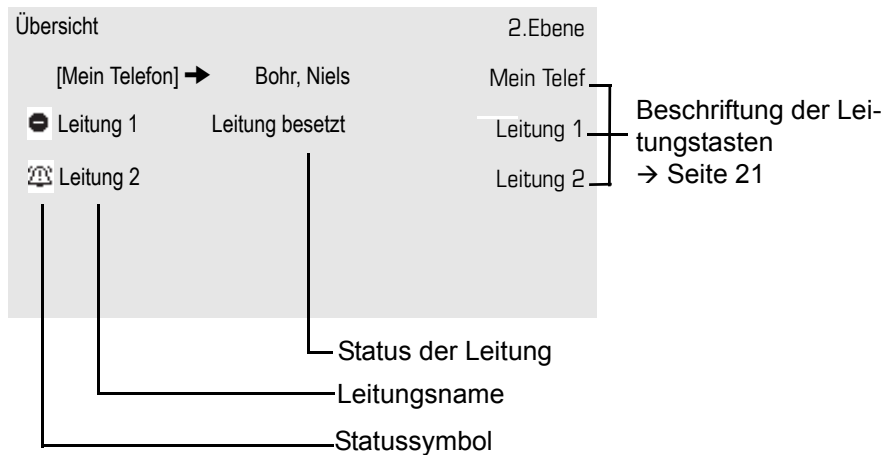 Übersicht 2.Ebene
[Mein Telefon] ➔ Bohr, Niels Mein Telef
Leitung 1 Leitung besetzt Leitung 1
Leitung 2 Leitung 2
Beschriftung der Lei-
tungstasten
→ Seite 21
Status der Leitung
Leitungsname
Statussymbol